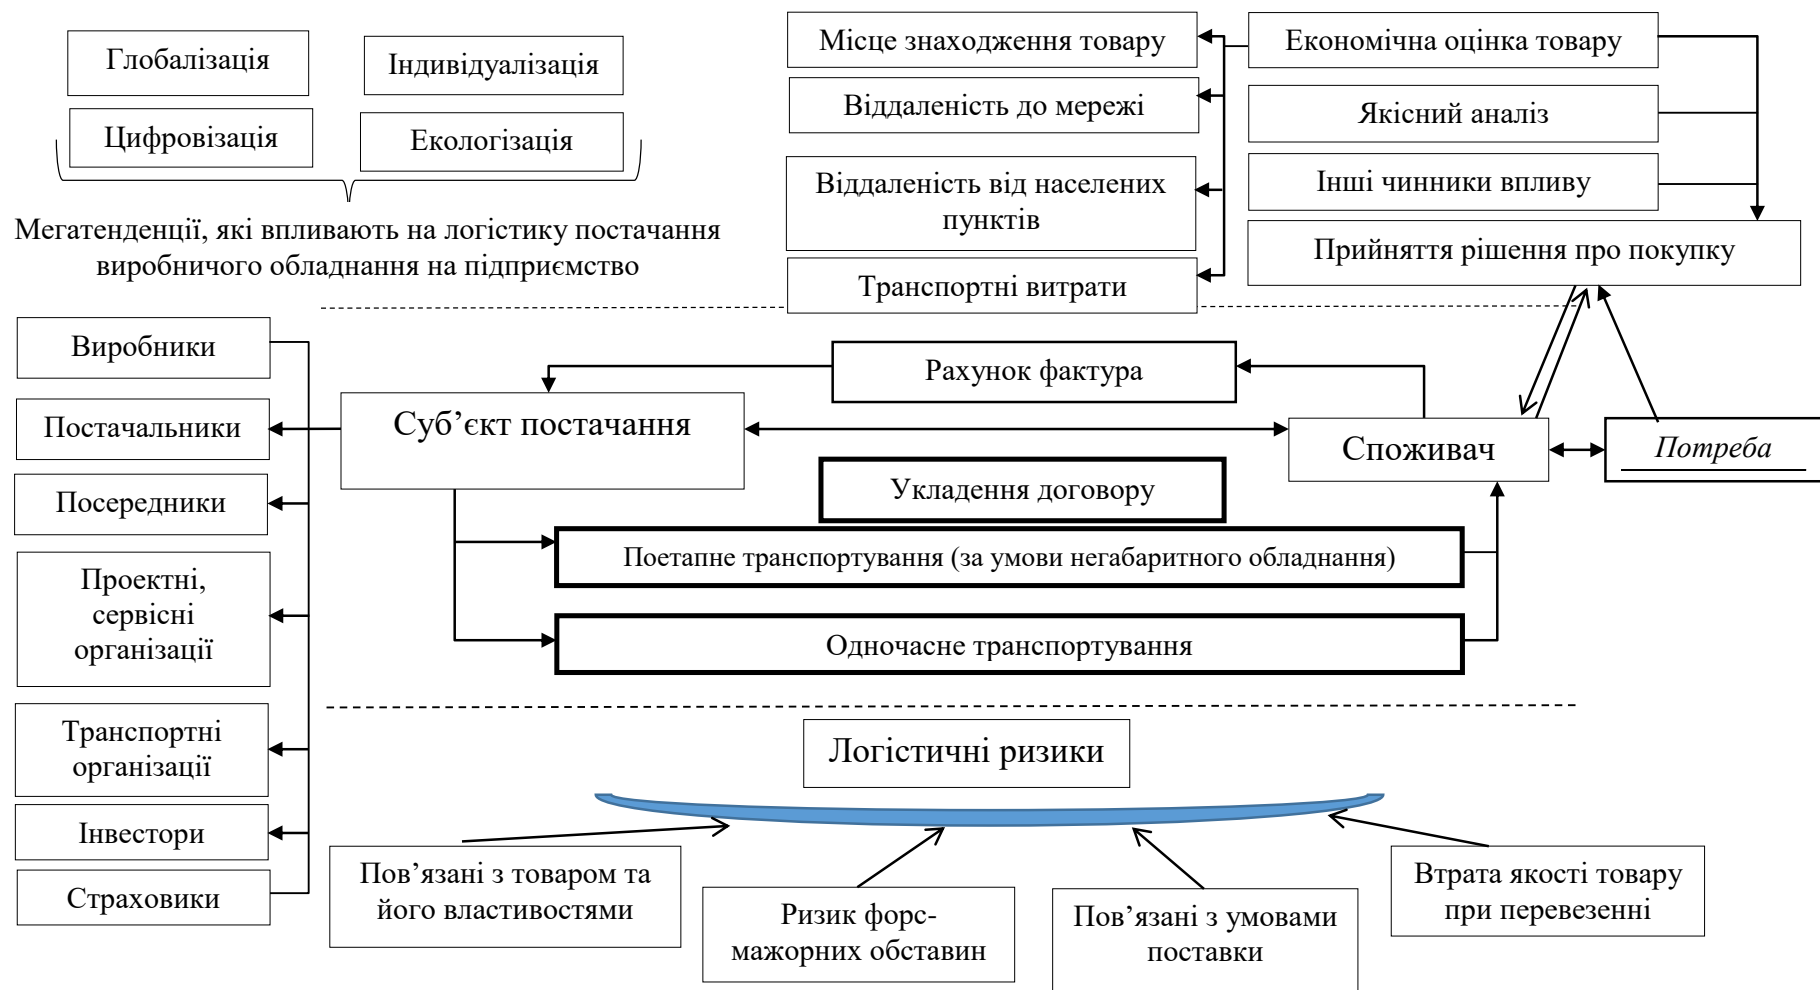 Глобалізація
Індивідуалізація
Цифровізація
Екологізація
Мегатенденції, які впливають на логістику постачання
виробничого обладнання на підприємство
Місце знаходження товару
Віддаленість до мережі
Віддаленість від населених
пунктів
Транспортні витрати
Економічна оцінка товару
Якісний аналіз
Інші чинники впливу
Прийняття рішення про покупку
Виробники
Постачальники
Посередники
Проектні,
сервісні
організації
Транспортні
організації
Інвестори
Страховики
Рахунок фактура
Суб’єкт постачання
Споживач
Потреба
Укладення договору
Поетапне транспортування (за умови негабаритного обладнання)
Одночасне транспортування
Логістичні ризики
Пов’язані з товаром та
його властивостями
Ризик форс-
мажорних обставин
Пов’язані з умовами
поставки
Втрата якості товару
при перевезенні